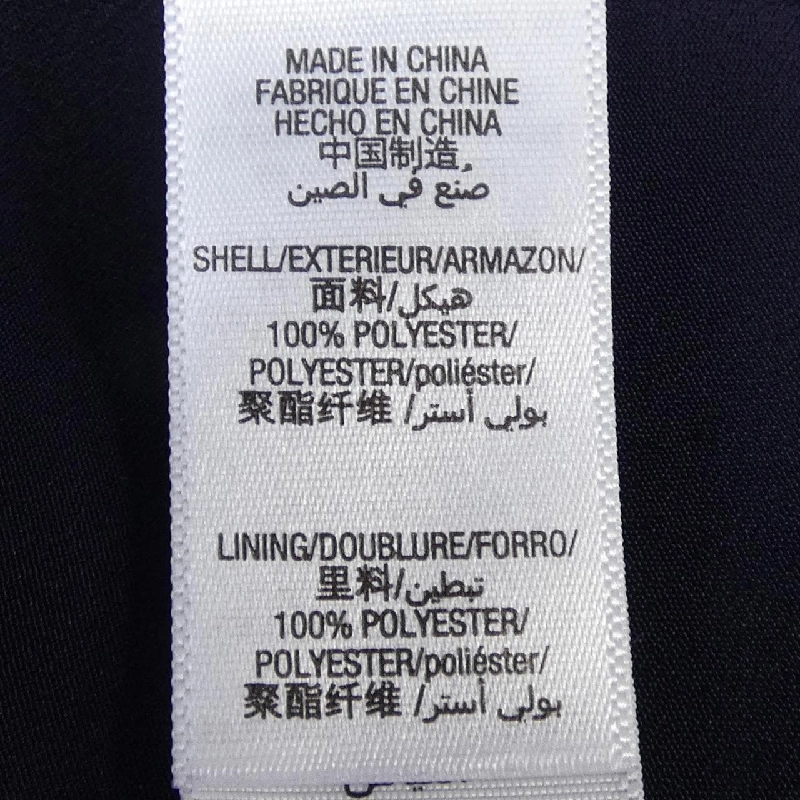 MADE IN CHINA
FABRIQUE EN CHINE
HECHO EN CHINA
中国制造
صنع في الصين
SHELL/EXTERIEUR/ARMAZON/
面料/هيكل
100% POLYESTER/
POLYESTER/poliéster/
聚酯纤维 /بولي أستر
LINING/DOUBLURE/FORRO/
里料/تبطين
100% POLYESTER/
POLYESTER/poliéster/
聚酯纤维 /بولي أستر